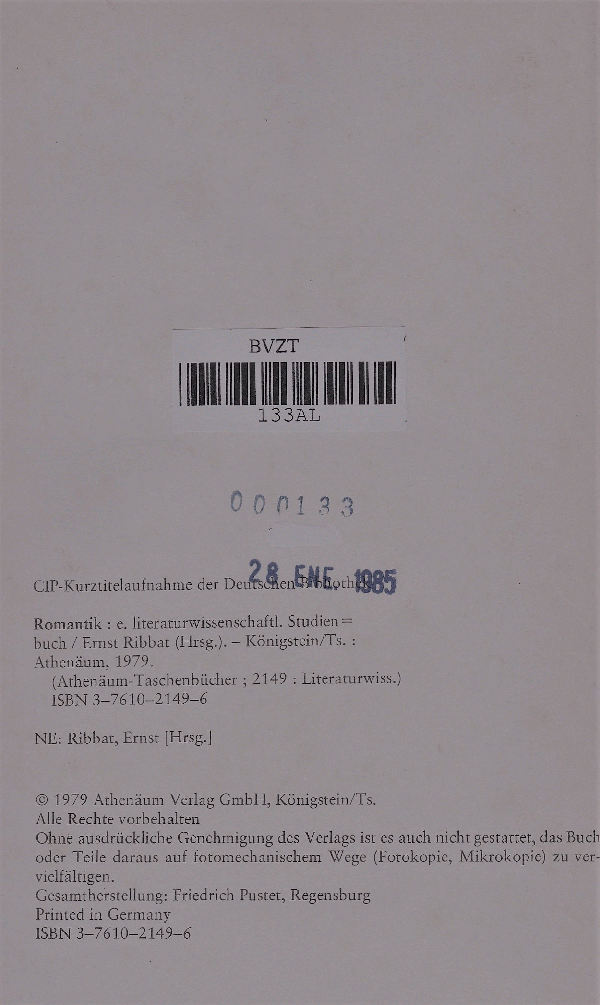 BVZT
133AL
000133
28 ENE. 1985
CIP-Kurztitelaufnahme der Deutschen Bibliothek
Romantik : e. literaturwissenschaftl. Studien=
buch / Ernst Ribbat (Hrsg.). – Königstein/Ts. :
Athenäum, 1979.
(Athenäum-Taschenbücher ; 2149 : Literaturwiss.)
ISBN 3–7610–2149–6
NE: Ribbat, Ernst [Hrsg.]
© 1979 Athenäum Verlag GmbH, Königstein/Ts.
Alle Rechte vorbehalten
Ohne ausdrückliche Genehmigung des Verlags ist es auch nicht gestattet, das Buch
oder Teile daraus auf fotomechanischem Wege (Fotokopie, Mikrokopie) zu ver-
vielfältigen.
Gesamtherstellung: Friedrich Pustet, Regensburg
Printed in Germany
ISBN 3–7610–2149–6